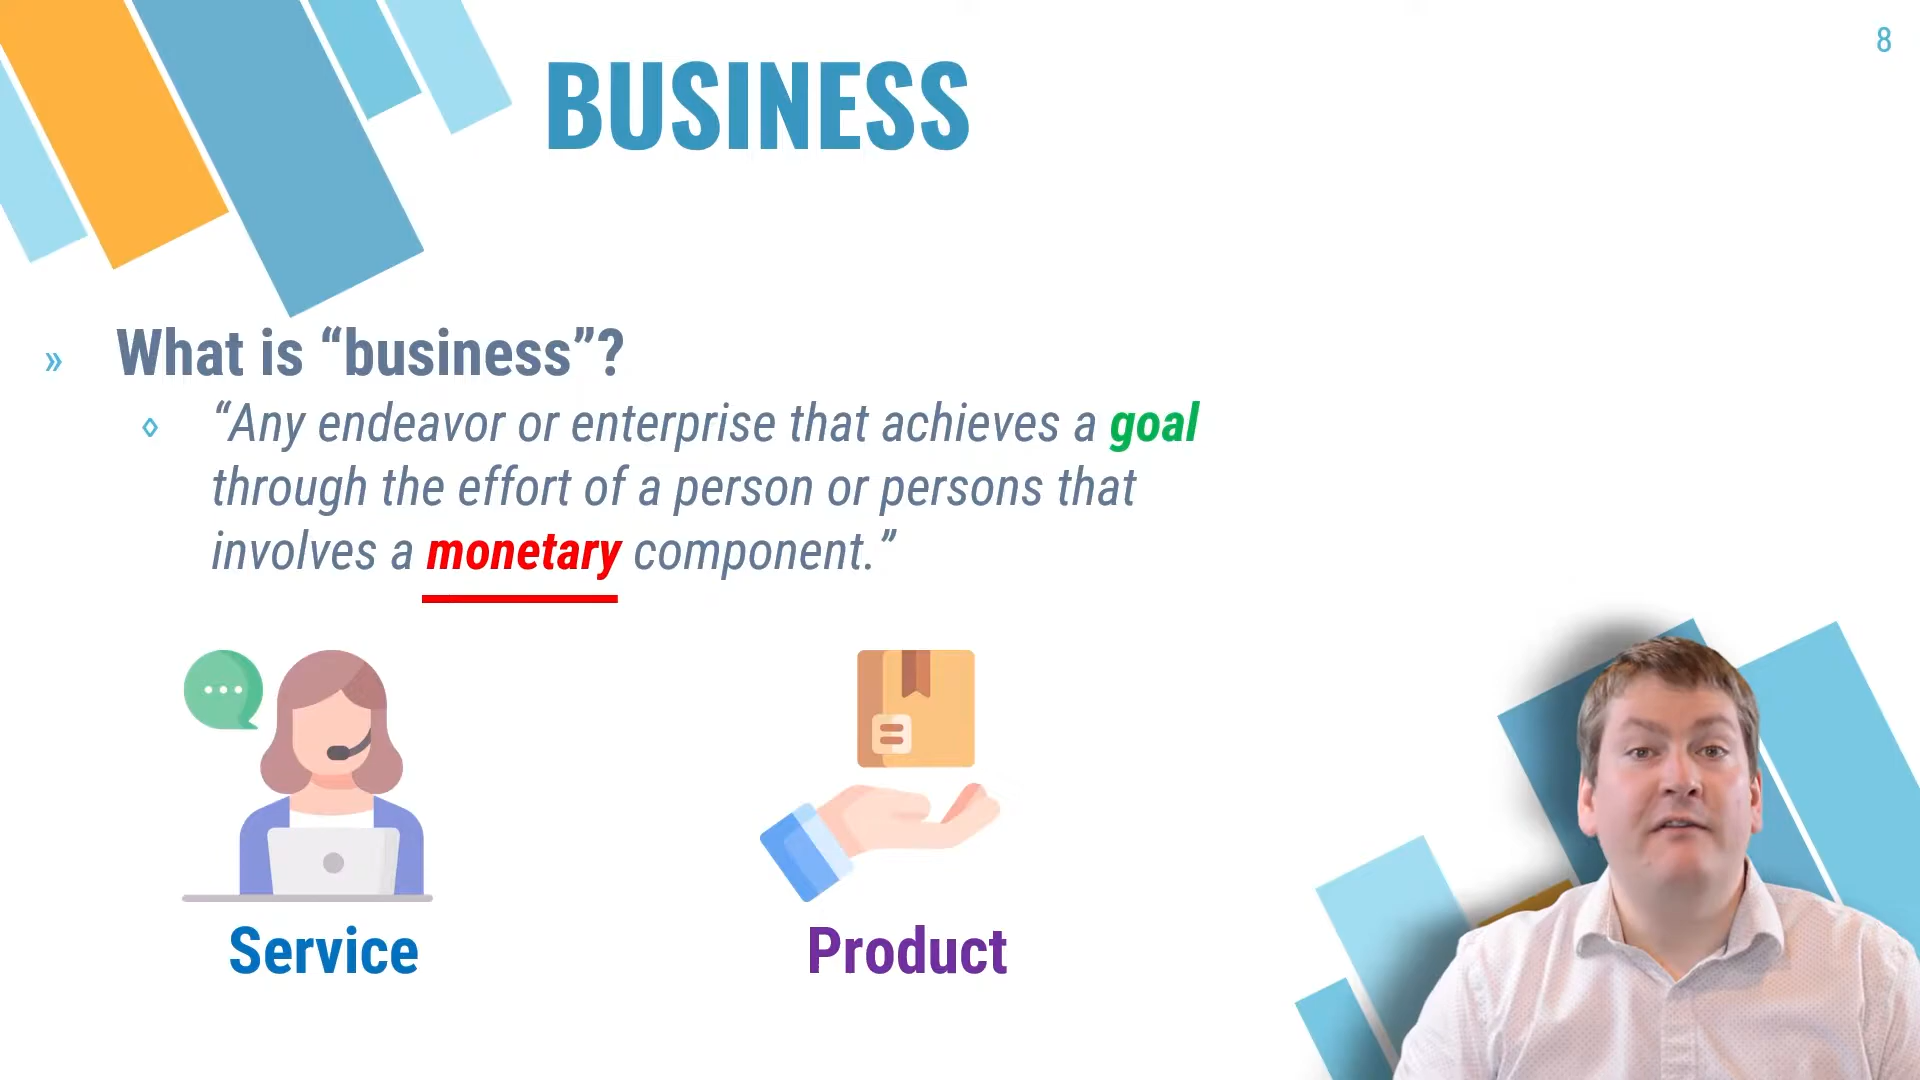 8
BUSINESS
» What is “business”?
◊ “Any endeavor or enterprise that achieves a goal
through the effort of a person or persons that
involves a monetary component.”
Service
Product